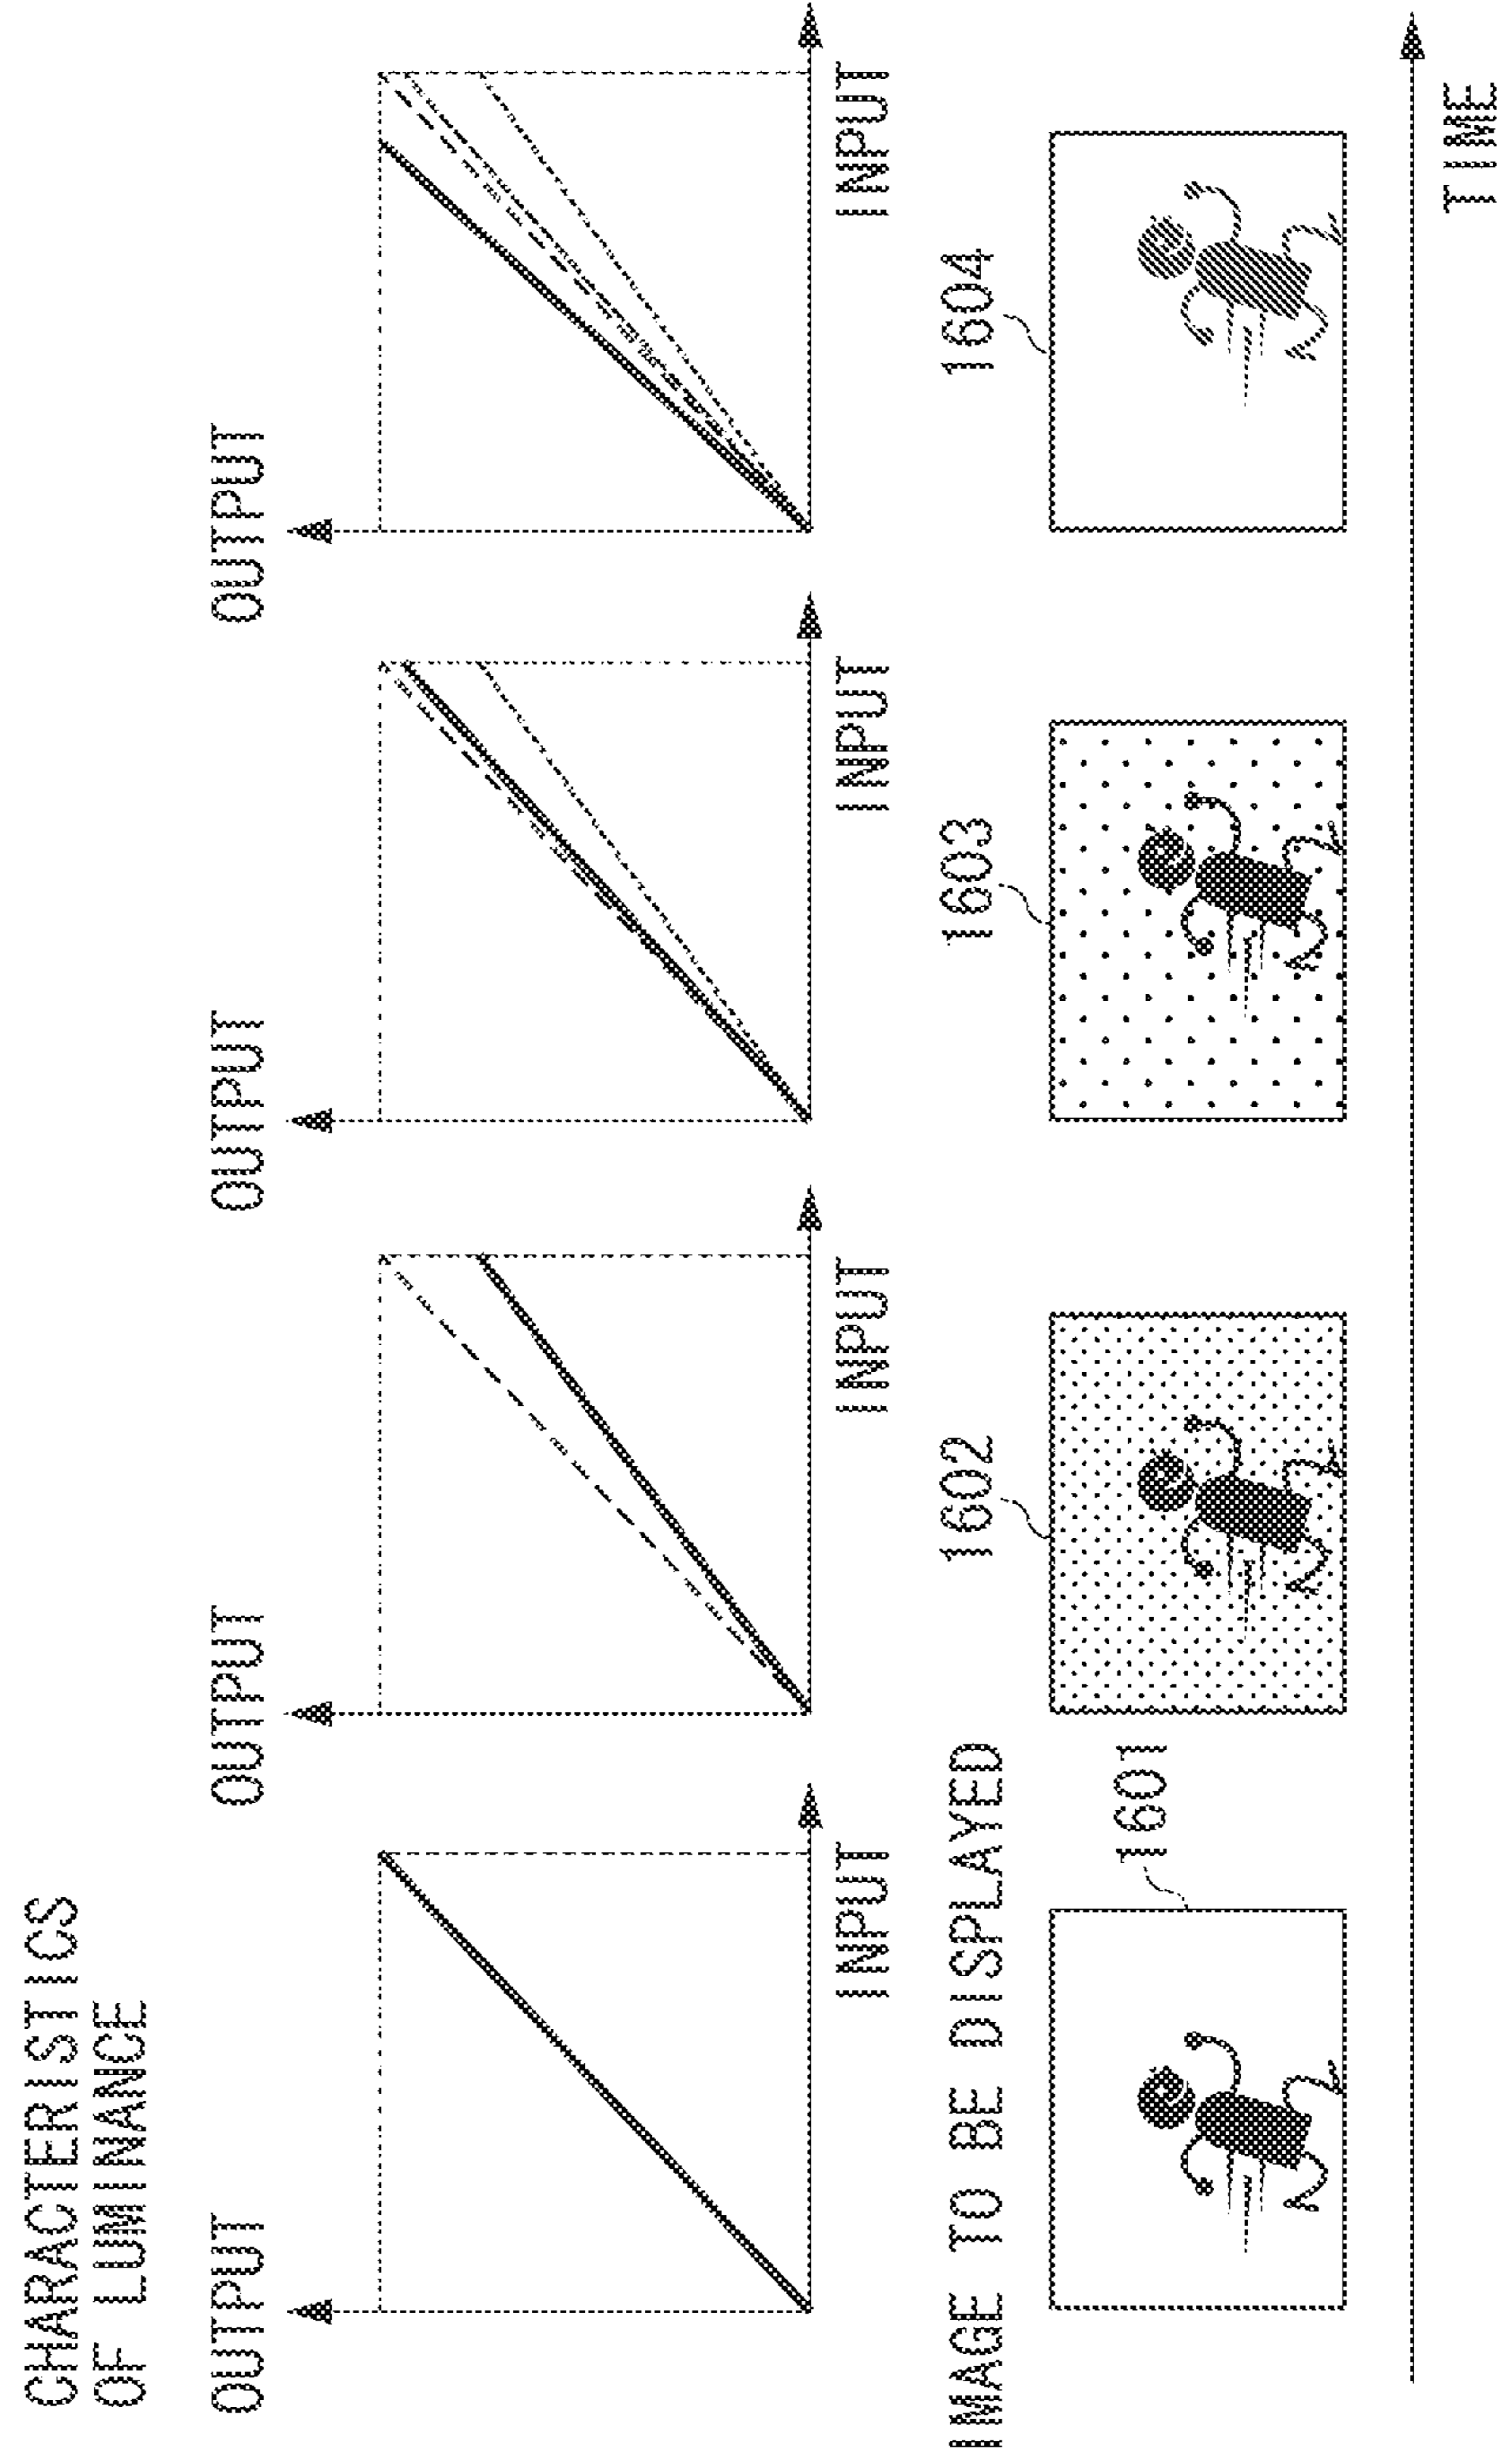 CHARACTERISTICS
OF LUMINANCE
OUTPUT
OUTPUT
OUTPUT
OUTPUT
INPUT
INPUT
INPUT
INPUT
IMAGE TO BE DISPLAYED
1601
1602
1603
1604
TIME